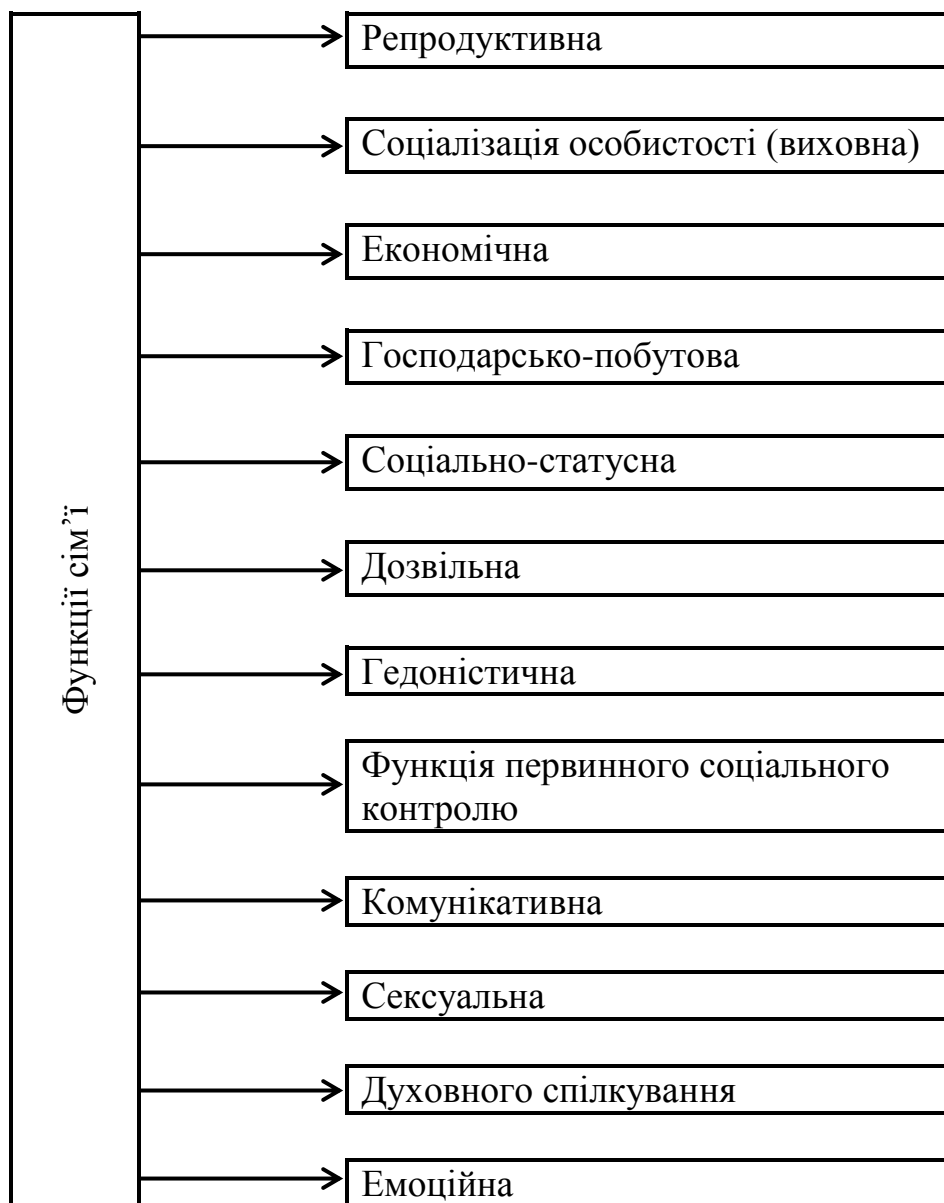 Функції сім’ї
Репродуктивна
Соціалізація особистості (виховна)
Економічна
Господарсько-побутова
Соціально-статусна
Дозвільна
Гедоністична
Функція первинного соціального
контролю
Комунікативна
Сексуальна
Духовного спілкування
Емоційна